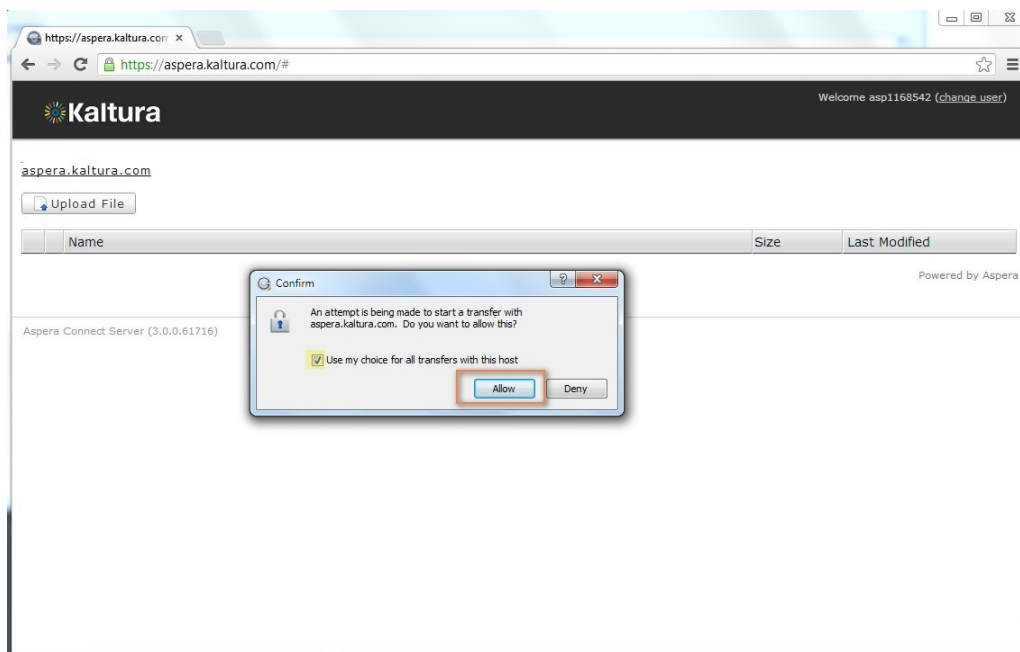 https://aspera.kaltura.com
https://aspera.kaltura.com/#
Kaltura
Welcome asp1168542 (change user)
aspera.kaltura.com
Upload File
Name Size Last Modified
Powered by Aspera
Confirm
An attempt is being made to start a transfer with
aspera.kaltura.com. Do you want to allow this?
Use my choice for all transfers with this host
Allow Deny
Aspera Connect Server (3.0.0.61716)